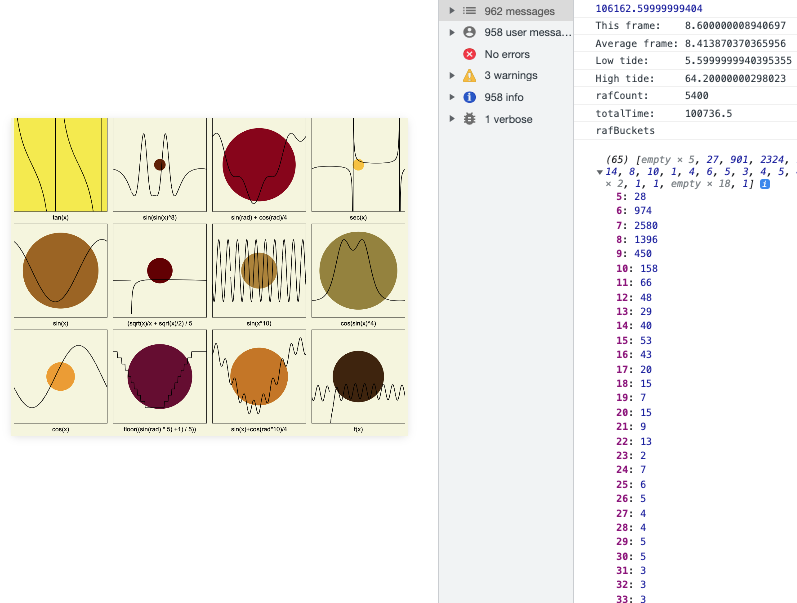 tan(x)
sin(sin(x)^8)
sin(rad) + cos(rad)/4
sec(x)
sin(x)
(sqrt(x)/x + sqrt(x)/2) / 5
sin(x*10)
cos(sin(x)*4)
cos(x)
floor((sin(rad) * 5) +1) / 5))
sin(x)+cos(rad*10)/4
f(x)
962 messages
958 user messa...
No errors
3 warnings
958 info
1 verbose
106162.59999999404
This frame: 8.600000008940697
Average frame: 8.413870370365956
Low tide: 5.5999999940395355
High tide: 64.20000000298023
rafCount: 5400
totalTime: 100736.5
rafBuckets
(65) [empty × 5, 27, 901, 2324,
14, 8, 10, 1, 4, 6, 5, 3, 4, 5,
× 2, 1, 1, empty × 18, 1]
5: 28
6: 974
7: 2580
8: 1396
9: 450
10: 158
11: 66
12: 48
13: 29
14: 40
15: 53
16: 43
17: 20
18: 15
19: 7
20: 15
21: 9
22: 13
23: 2
24: 7
25: 6
26: 5
27: 4
28: 4
29: 5
30: 5
31: 3
32: 3
33: 3